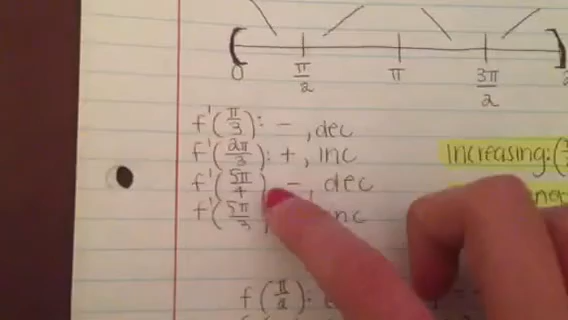 ( 0 π/2 π 3π/2 ]
f'(π/3): -, dec
f'(2π/3): +, inc
Increasing: (
f'(5π/4) -, dec
f'(5π/3) inc
f(π/2):